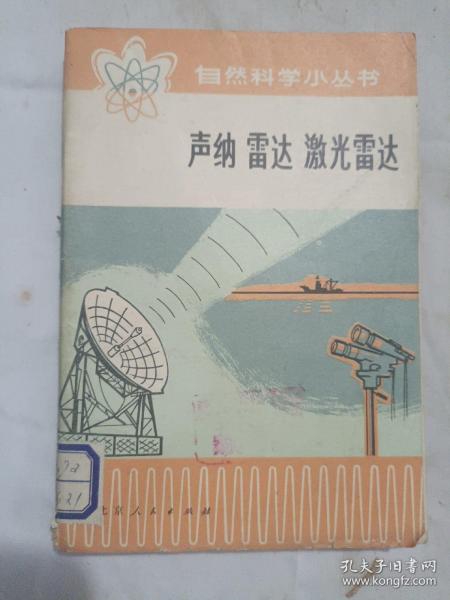 自然科学小丛书
声纳 雷达 激光雷达
北京人民出版社
孔夫子旧书网
www.kongfz.com